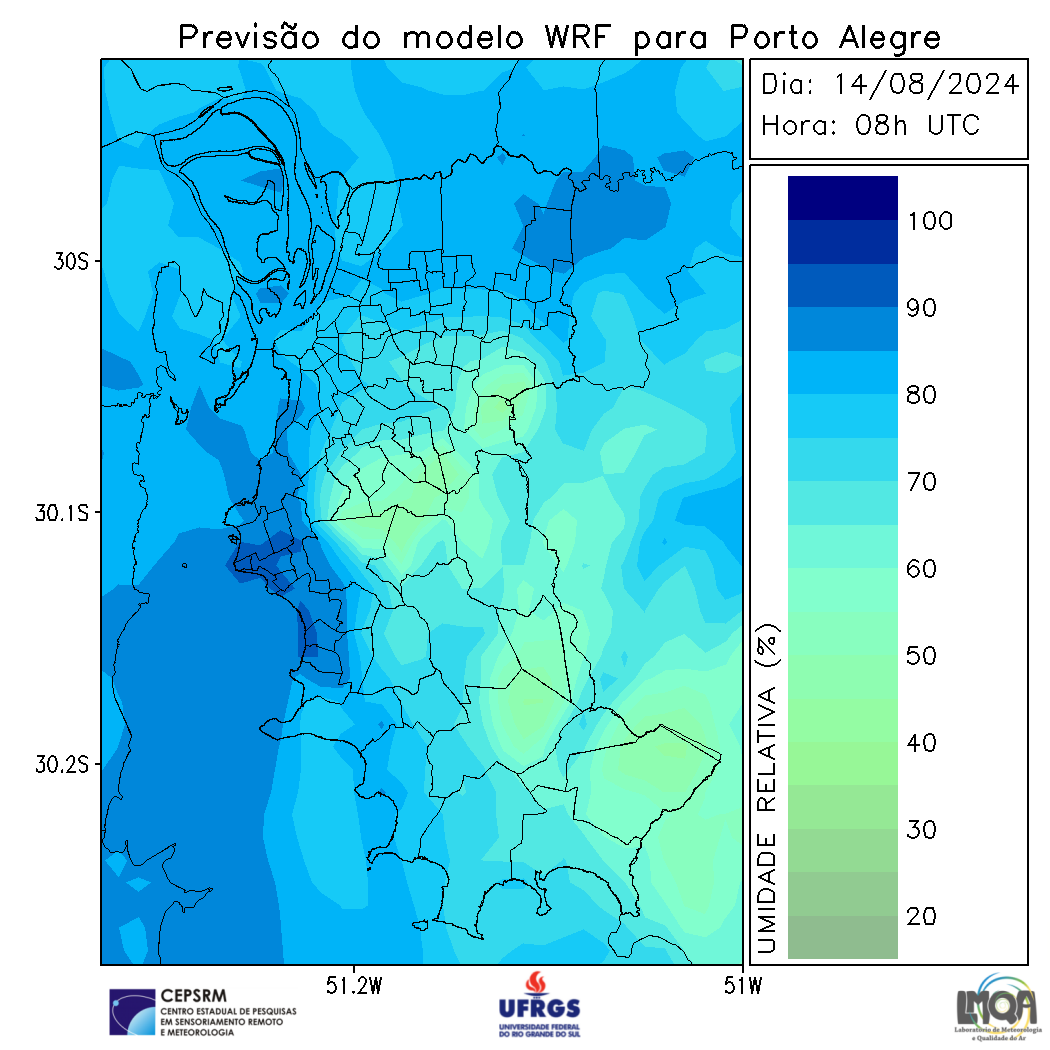 Previsão do modelo WRF para Porto Alegre
Dia: 14/08/2024
Hora: 08h UTC
100
90
80
70
60
50
40
30
20
UMIDADE RELATIVA (%)
30S
30.1S
30.2S
51.2W
51W
CEPSRM
CENTRO ESTADUAL DE PESQUISAS
EM SENSORIAMENTO REMOTO
E METEOROLOGIA
UFRGS
UNIVERSIDADE FEDERAL
DO RIO GRANDE DO SUL
LMQA
Laboratório de Meteorologia
e Qualidade do Ar